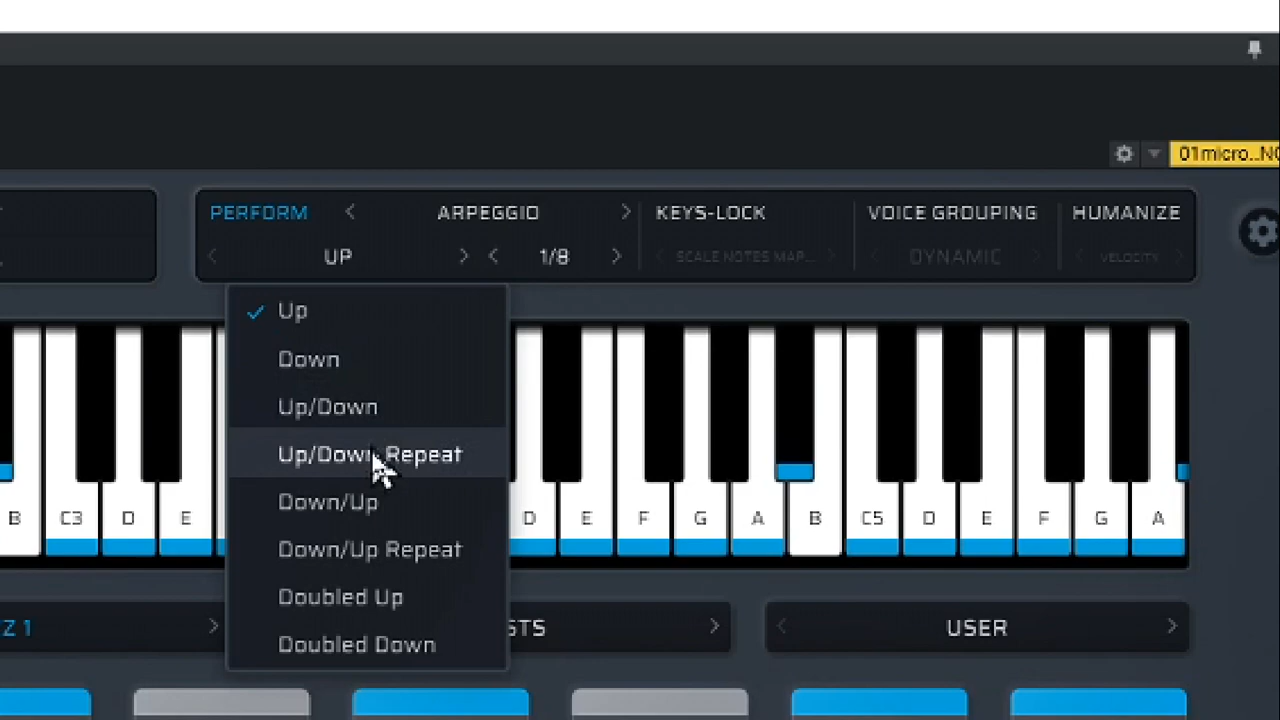 01micro..NO
PERFORM < ARPEGGIO > KEYS-LOCK VOICE GROUPING HUMANIZE
< UP > < 1/8 > < SCALE NOTES MAP... > < DYNAMIC > < VELOCITY >
Up
Down
Up/Down
Up/Down Repeat
Down/Up
Down/Up Repeat
Doubled Up
Doubled Down
B C3 D E D E F G A B C5 D E F G A
Z 1 > STS > < USER >